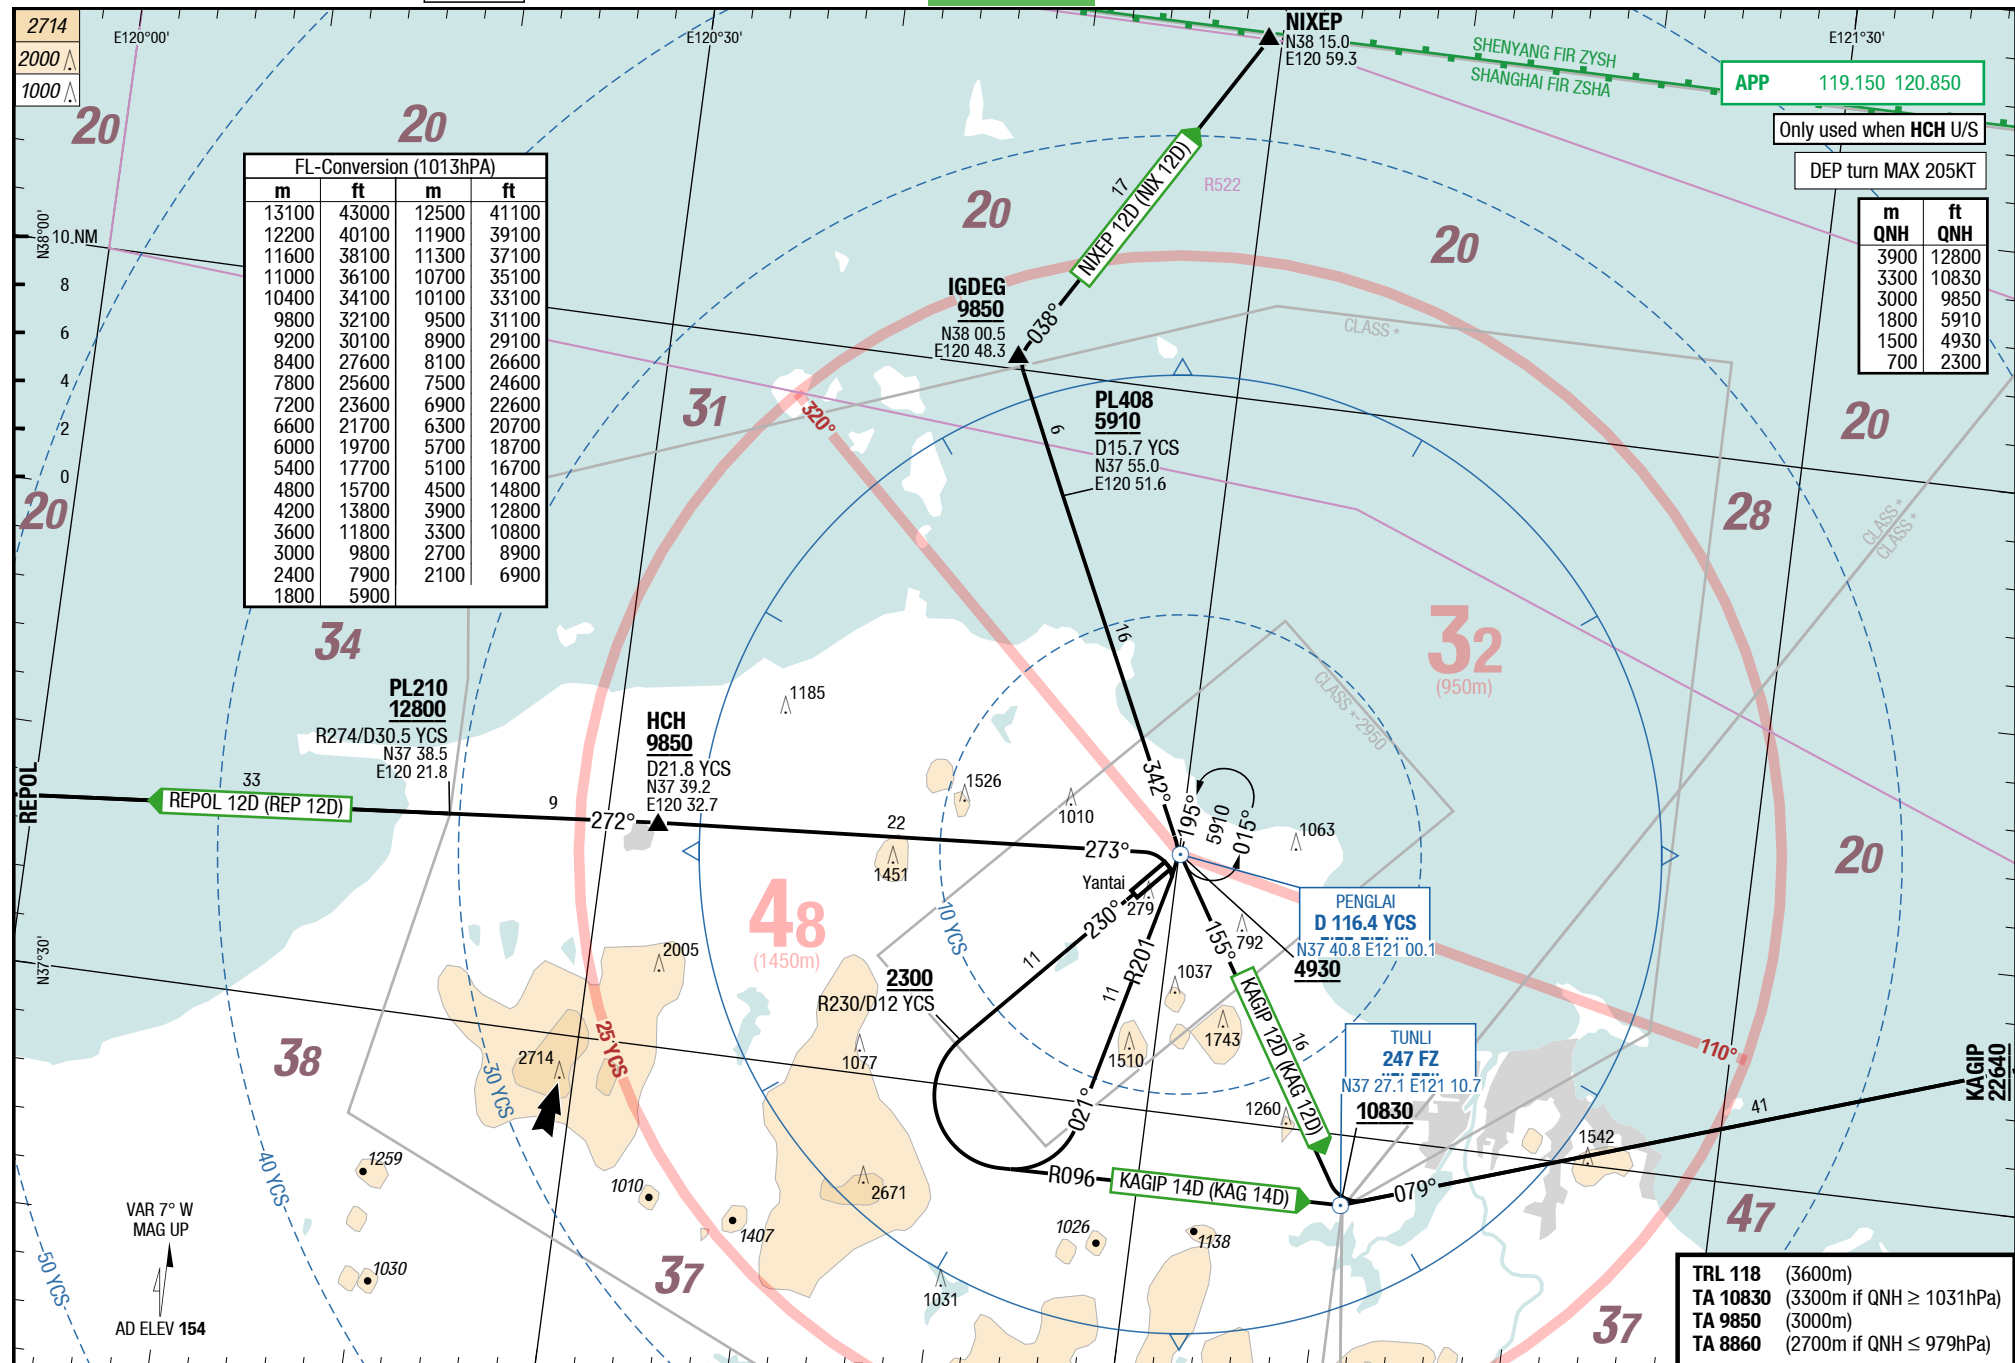 2714
2000
1000
E120°00'
E120°30'
E121°30'
NIXEP
N38 15.0
E120 59.3
SHENYANG FIR ZYSH
SHANGHAI FIR ZSHA
APP 119.150 120.850
Only used when HCH U/S
DEP turn MAX 205KT
m ft
QNH QNH
3900 12800
3300 10830
3000 9850
1800 5910
1500 4930
700 2300
FL-Conversion (1013hPA)
m ft m ft
13100 43000 12500 41100
12200 40100 11900 39100
11600 38100 11300 37100
11000 36100 10700 35100
10400 34100 10100 33100
9800 32100 9500 31100
9200 30100 8900 29100
8400 27600 8100 26600
7800 25600 7500 24600
7200 23600 6900 22600
6600 21700 6300 20700
6000 19700 5700 18700
5400 17700 5100 16700
4800 15700 4500 14800
4200 13800 3900 12800
3600 11800 3300 10800
3000 9800 2700 8900
2400 7900 2100 6900
1800 5900
20
20
20
20
20
20
20
28
31
34
38
37
37
47
32
(950m)
48
(1450m)
N38°00'
10 NM
8
6
4
2
0
N37°30'
17
NIXEP 12D (NIX 12D)
R522
IGDEG
9850
N38 00.5
E120 48.3
038°
CLASS *
CLASS *
CLASS *
CLASS * 2950
320°
6
PL408
5910
D15.7 YCS
N37 55.0
E120 51.6
16
342°
PL210
12800
R274/D30.5 YCS
N37 38.5
E120 21.8
HCH
9850
D21.8 YCS
N37 39.2
E120 32.7
REPOL
33
REPOL 12D (REP 12D)
9
272°
22
273°
1185
1526
1010
1451
1063
195°
5910
015°
Yantai
279
230°
PENGLAI
D 116.4 YCS
N37 40.8 E121 00.1
4930
792
155°
R201
11
11
10 YCS
2300
R230/D12 YCS
1037
1743
1510
KAGIP 12D (KAG 12D)
16
2005
2714
25 YCS
30 YCS
40 YCS
50 YCS
1077
021°
1260
TUNLI
247 FZ
N37 27.1 E121 10.7
10830
110°
KAGIP
22640
41
1542
079°
R096
KAGIP 14D (KAG 14D)
1259
1010
1407
2671
1026
1138
1030
1031
VAR 7° W
MAG UP
AD ELEV 154
TRL 118 (3600m)
TA 10830 (3300m if QNH ≥ 1031hPa)
TA 9850 (3000m)
TA 8860 (2700m if QNH ≤ 979hPa)